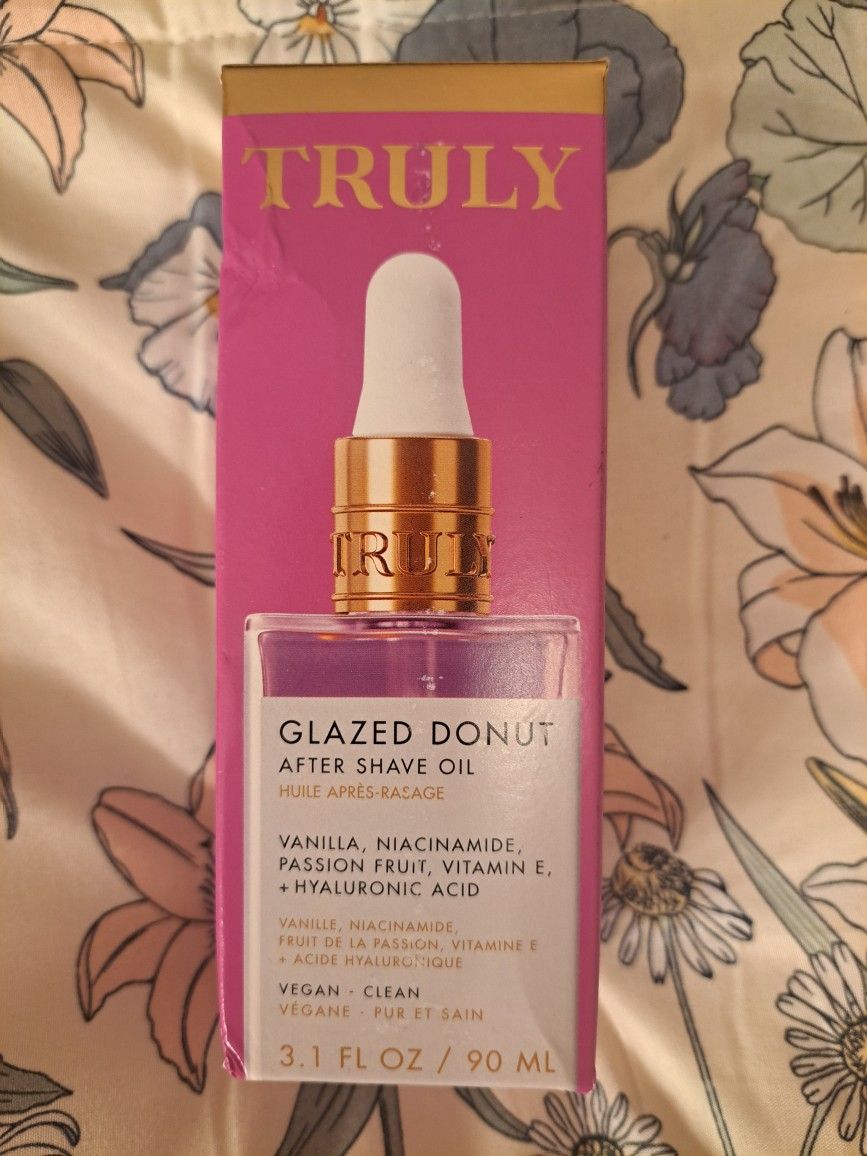 TRULY
TRULY
GLAZED DONUT
AFTER SHAVE OIL
HUILE APRÈS-RASAGE
VANILLA, NIACINAMIDE,
PASSION FRUIT, VITAMIN E,
+ HYALURONIC ACID
VANILLE, NIACINAMIDE,
FRUIT DE LA PASSION, VITAMINE E
+ ACIDE HYALURONIQUE
VEGAN - CLEAN
VÉGANE - PUR ET SAIN
3.1 FL OZ / 90 ML